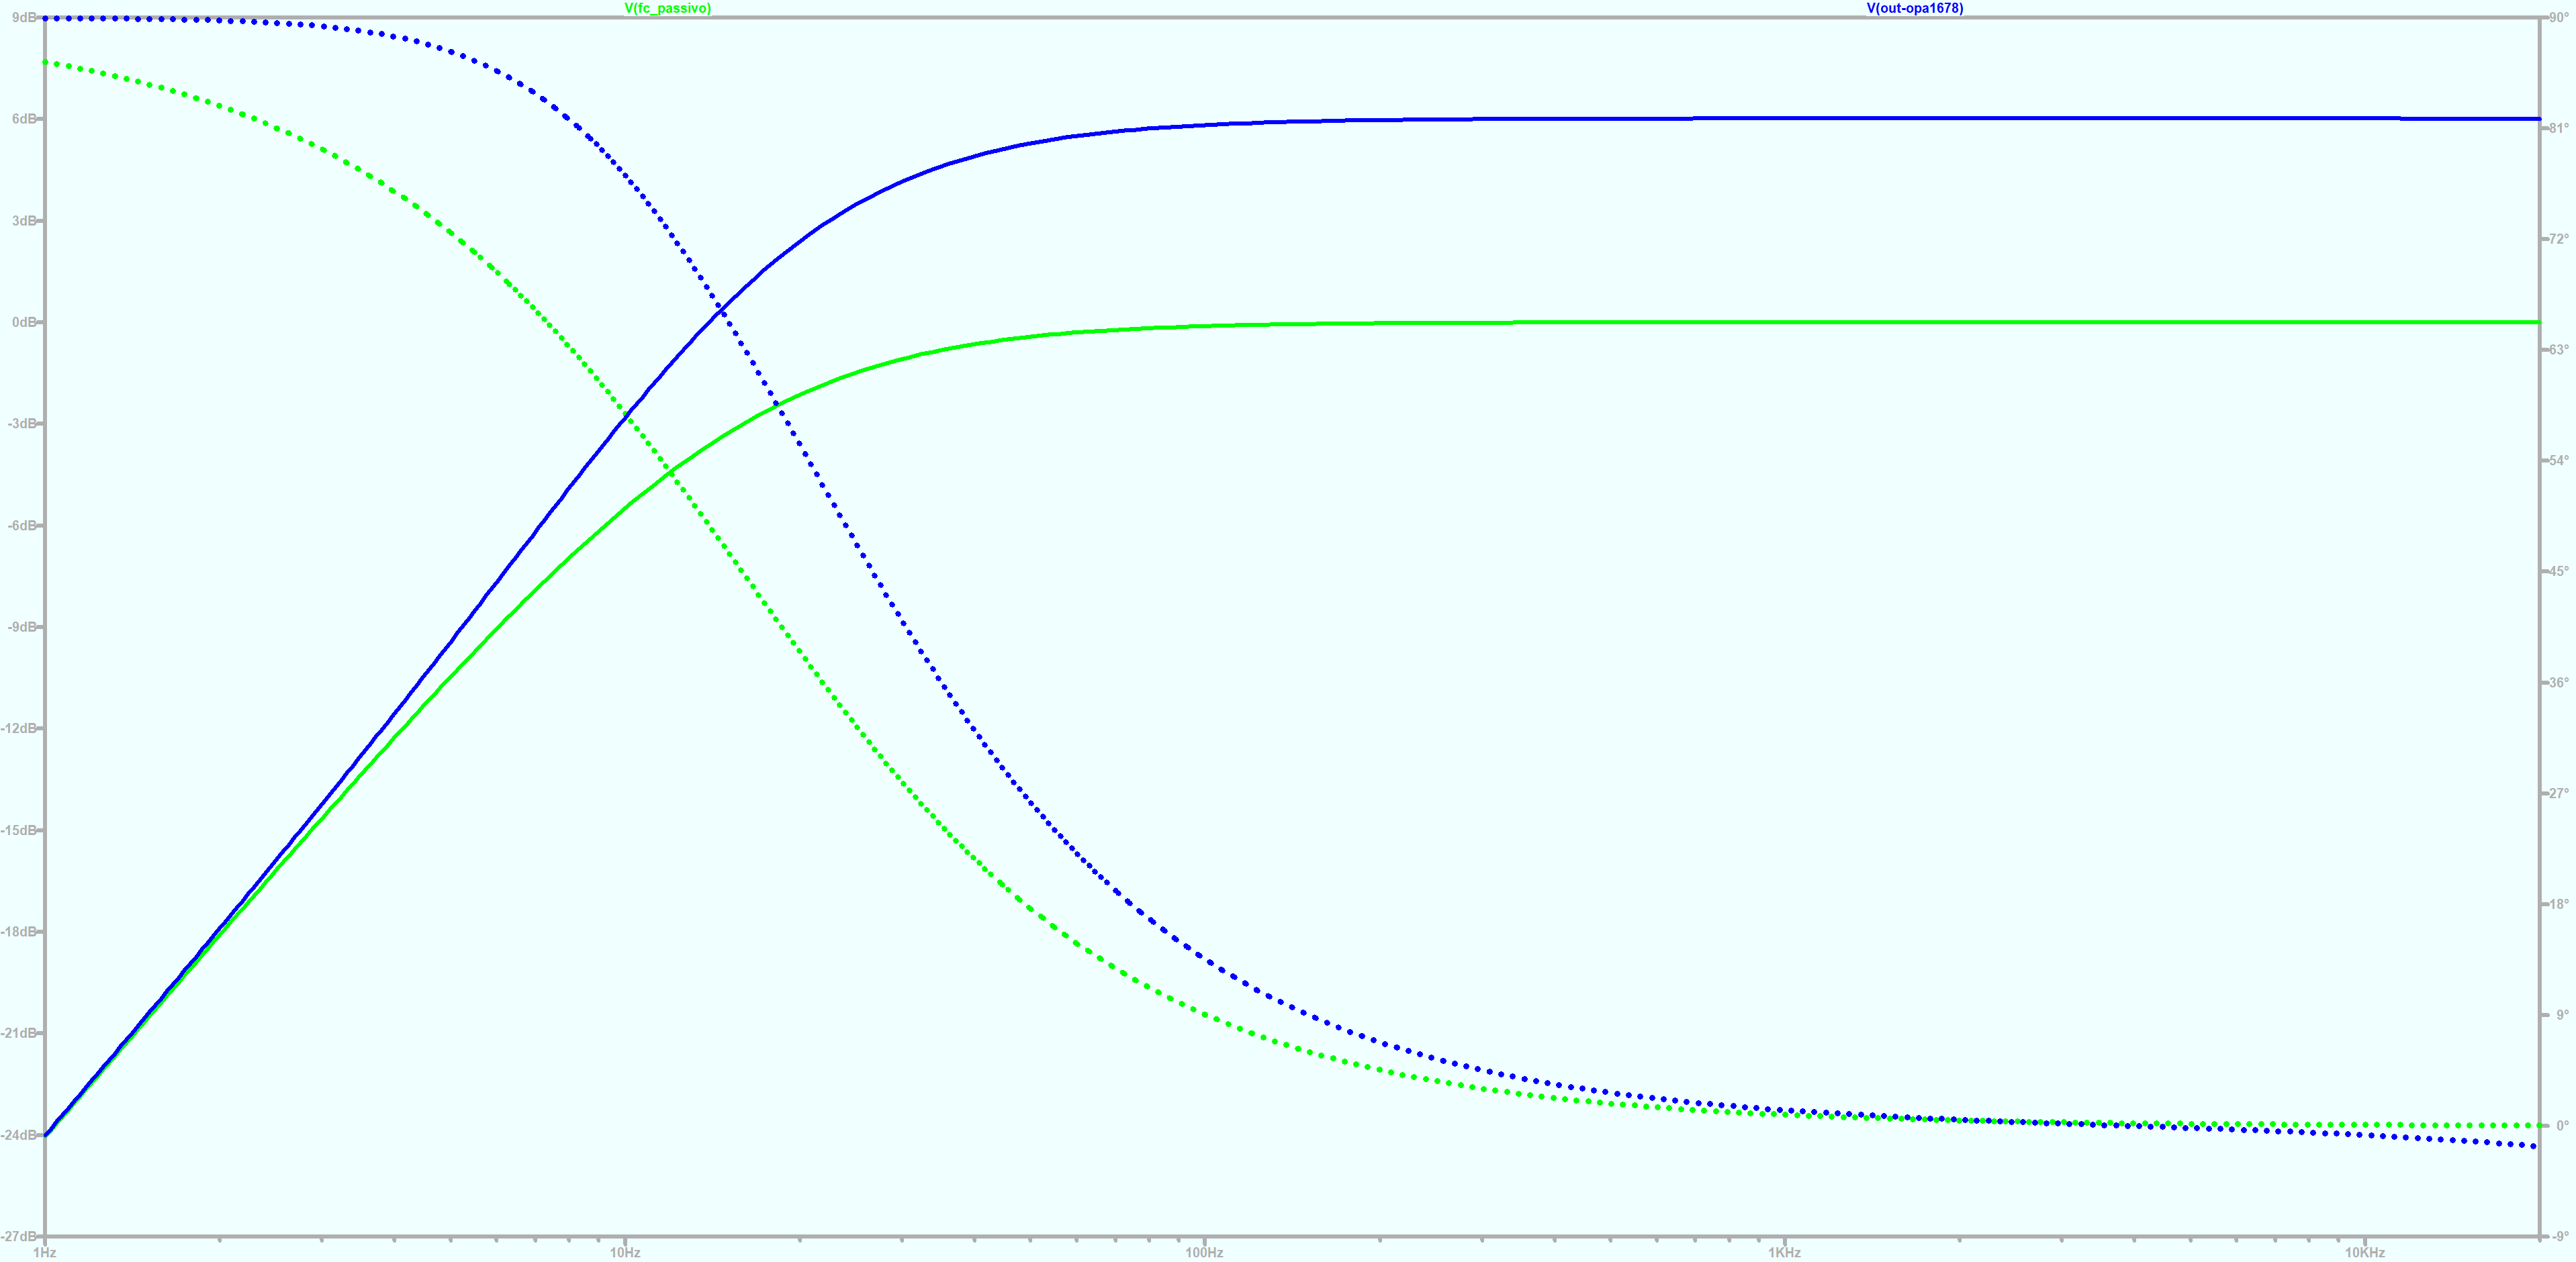 V(fc_passivo) V(out-opa1678)
9dB 90°
6dB 81°
3dB 72°
0dB 63°
-3dB 54°
-6dB 45°
-9dB 36°
-12dB 27°
-15dB 18°
-18dB 9°
-21dB 0°
-24dB -9°
-27dB
1Hz 10Hz 100Hz 1KHz 10KHz